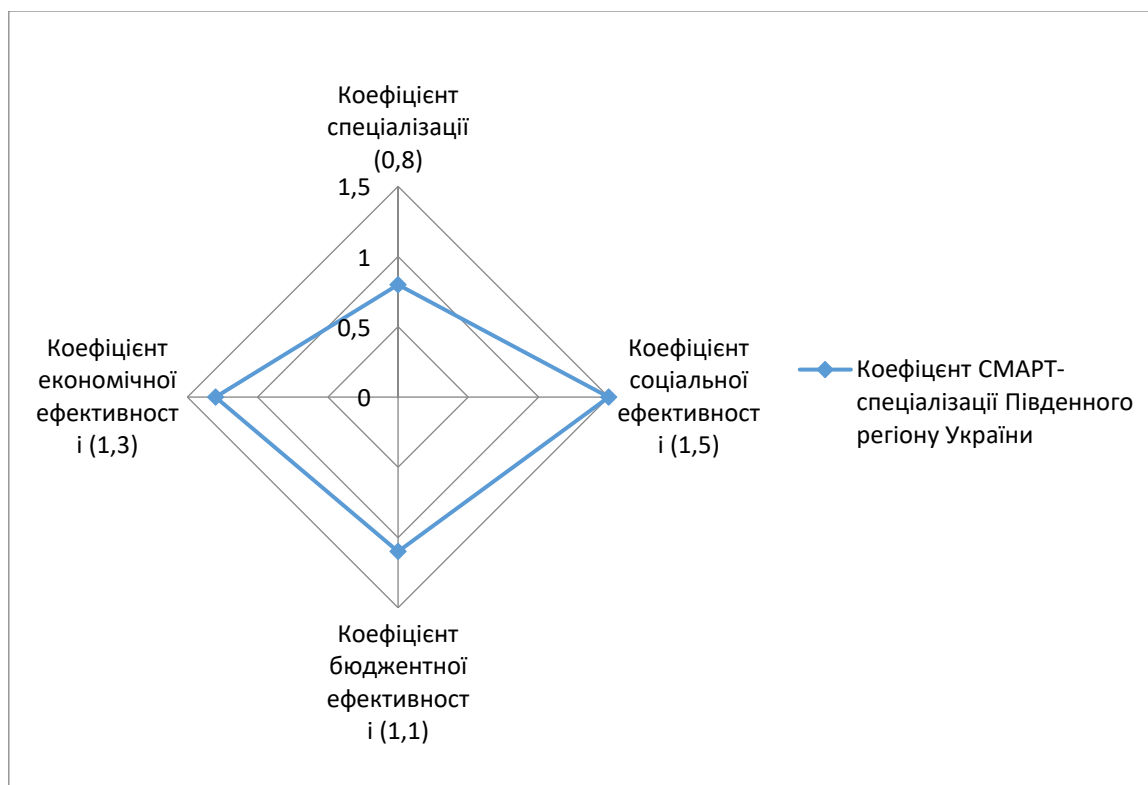 Коефіцієнт
спеціалізації
(0,8)
1,5
1
0,5
0
Коефіцієнт
соціальної
ефективност
і (1,5)
Коефіцієнт
бюджентної
ефективност
і (1,1)
Коефіцієнт
економічної
ефективност
і (1,3)
Коефіцєнт СМАРТ-
спеціалізації Південного
регіону України